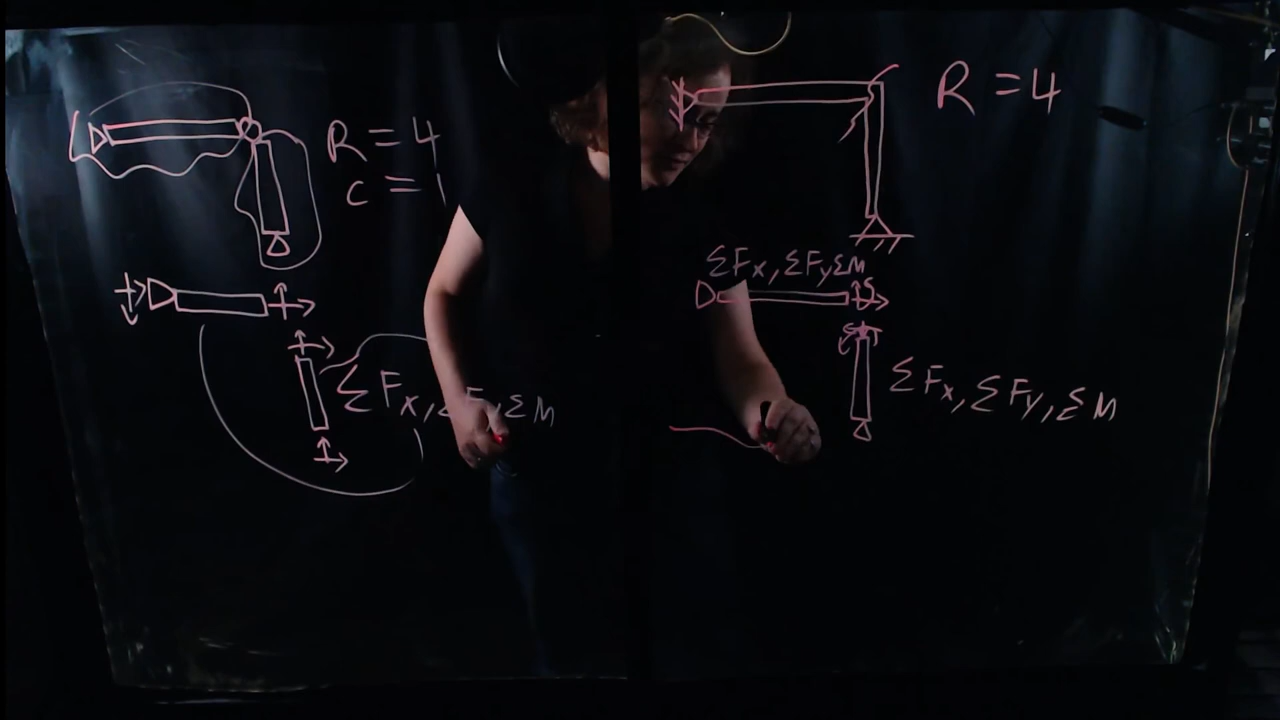 R = 4
c = 1
ΣFx, ΣFy, ΣM
R = 4
ΣFx, ΣFy ΣM
ΣFx, ΣFy, ΣM